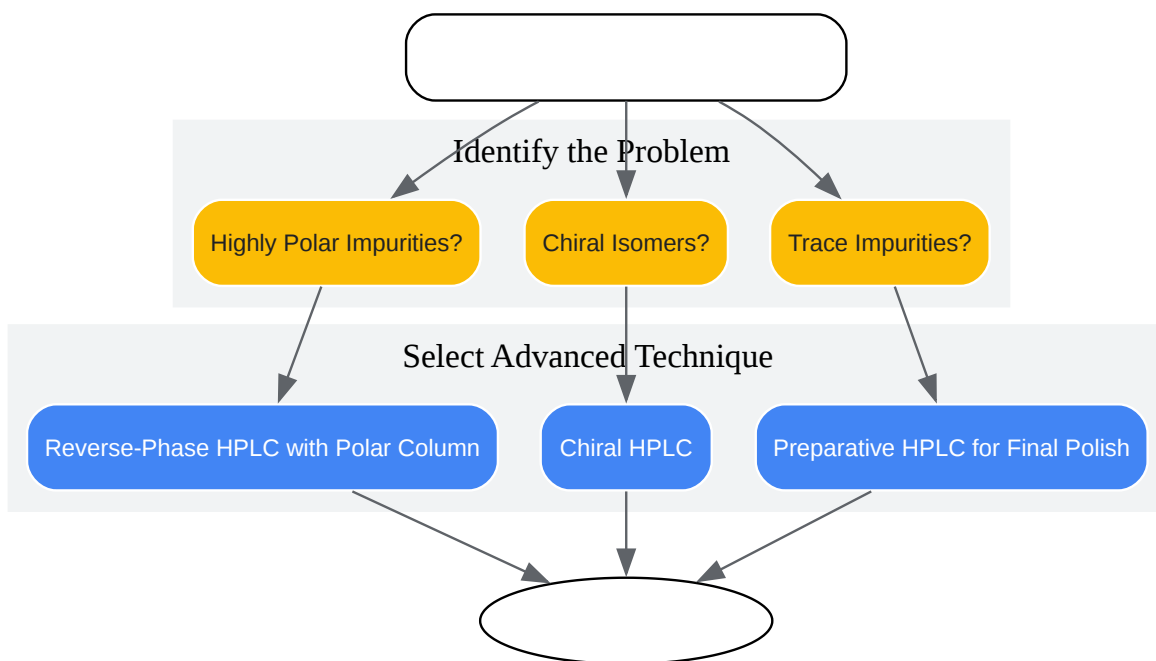 Identify the Problem
Highly Polar Impurities?
Chiral Isomers?
Trace Impurities?
Select Advanced Technique
Reverse-Phase HPLC with Polar Column
Chiral HPLC
Preparative HPLC for Final Polish